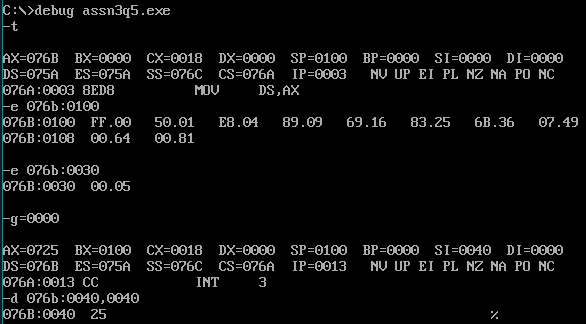 C:\>debug assn3q5.exe
-t
AX=076B BX=0000 CX=0018 DX=0000 SP=0100 BP=0000 SI=0000 DI=0000
DS=075A ES=075A SS=076C CS=076A IP=0003 NV UP EI PL NZ NA PO NC
076A:0003 8ED8 MOV DS,AX
-e 076b:0100
076B:0100 FF.00 50.01 E8.04 89.09 69.16 83.25 6B.36 07.49
076B:0108 00.64 00.81
-e 076b:0030
076B:0030 00.05
-g=0000
AX=0725 BX=0100 CX=0018 DX=0000 SP=0100 BP=0000 SI=0040 DI=0000
DS=076B ES=075A SS=076C CS=076A IP=0013 NV UP EI PL NZ NA PO NC
076A:0013 CC INT 3
-d 076b:0040,0040
076B:0040 25 %